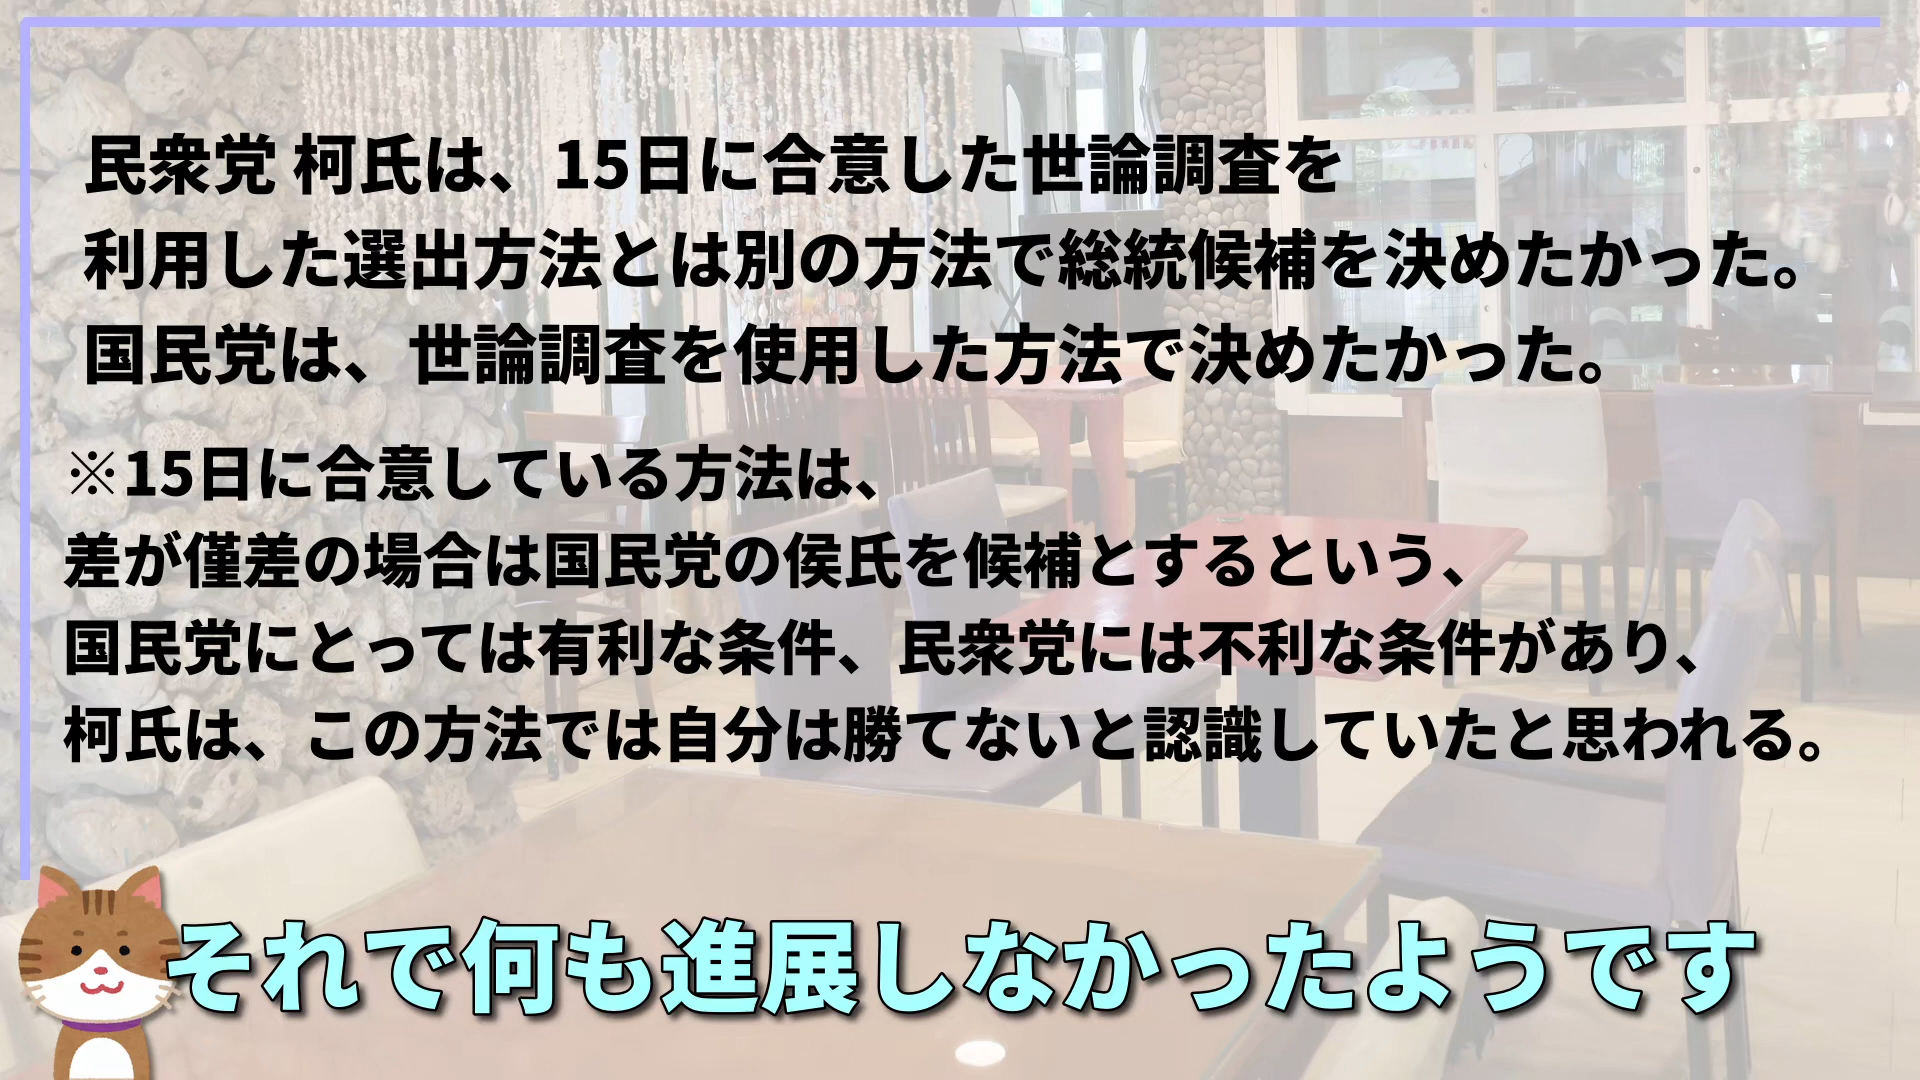 民衆党 柯氏は、15日に合意した世論調査を
利用した選出方法とは別の方法で総統候補を決めたかった。
国民党は、世論調査を使用した方法で決めたかった。
※15日に合意している方法は、
差が僅差の場合は国民党の侯氏を候補とするという、
国民党にとっては有利な条件、民衆党には不利な条件があり、
柯氏は、この方法では自分は勝てないと認識していたと思われる。
それで何も進展しなかったようです